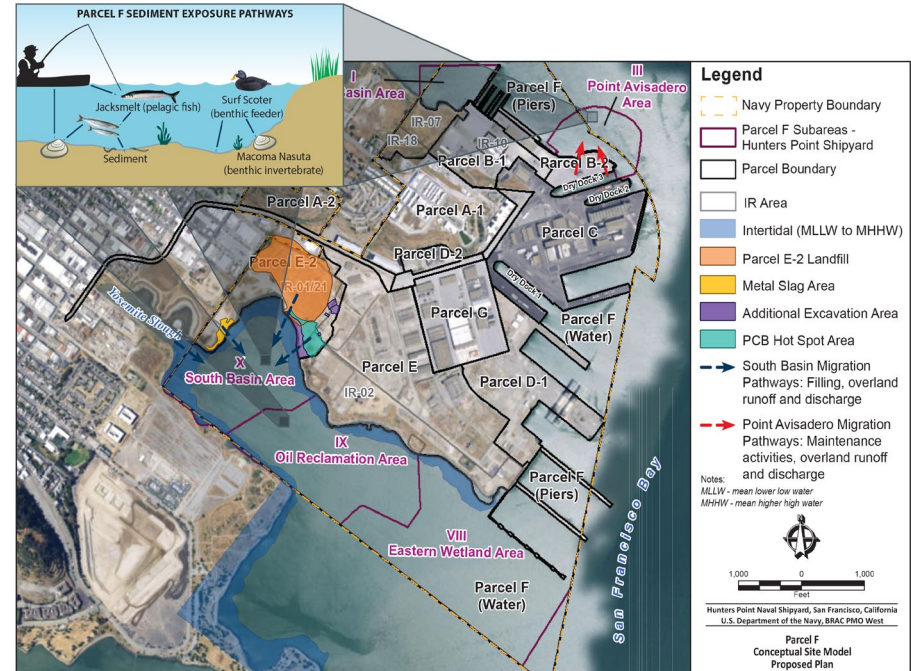 PARCEL F SEDIMENT EXPOSURE PATHWAYS
Jacksmelt (pelagic fish)
Surf Scoter
(benthic feeder)
Sediment
Macoma Nasuta
(benthic invertebrate)
I
Basin Area
Parcel F
(Piers)
III
Point Avisadero
Area
IR-07
IR-18
IR-10
Parcel B-1
Parcel B-2
Dry Dock 3
Dry Dock 2
Parcel A-2
Parcel A-1
Parcel C
Parcel D-2
Parcel E-2
IR-01/21
Dry Dock 1
Parcel G
Parcel F
(Water)
Yosemite Slough
X
South Basin Area
Parcel E
Parcel D-1
IR-02
IX
Oil Reclamation Area
Parcel F
(Piers)
VIII
Eastern Wetland Area
Parcel F
(Water)
San Francisco Bay
Legend
Navy Property Boundary
Parcel F Subareas -
Hunters Point Shipyard
Parcel Boundary
IR Area
Intertidal (MLLW to MHHW)
Parcel E-2 Landfill
Metal Slag Area
Additional Excavation Area
PCB Hot Spot Area
South Basin Migration
Pathways: Filling, overland
runoff and discharge
Point Avisadero Migration
Pathways: Maintenance
activities, overland runoff
and discharge
Notes:
MLLW - mean lower low water
MHHW - mean higher high water
1,000 0 1,000
Feet
Hunters Point Naval Shipyard, San Francisco, California
U.S. Department of the Navy, BRAC PMO West
Parcel F
Conceptual Site Model
Proposed Plan